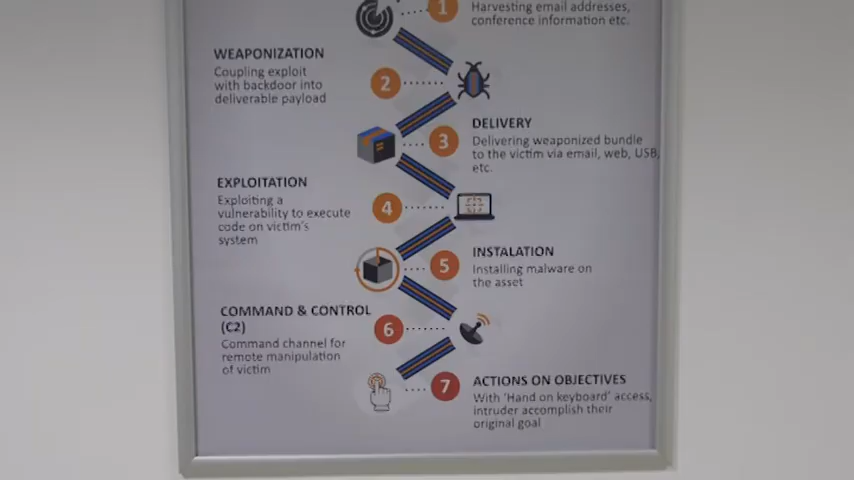 1
Harvesting email addresses,
conference information etc.
WEAPONIZATION
Coupling exploit
with backdoor into
deliverable payload
2
DELIVERY
3
Delivering weaponized bundle
to the victim via email, web, USB,
etc.
EXPLOITATION
Exploiting a
vulnerability to execute
code on victim's
system
4
INSTALATION
5
Installing malware on
the asset
COMMAND & CONTROL
(C2)
6
Command channel for
remote manipulation
of victim
7
ACTIONS ON OBJECTIVES
With 'Hand on keyboard' access,
intruder accomplish their
original goal